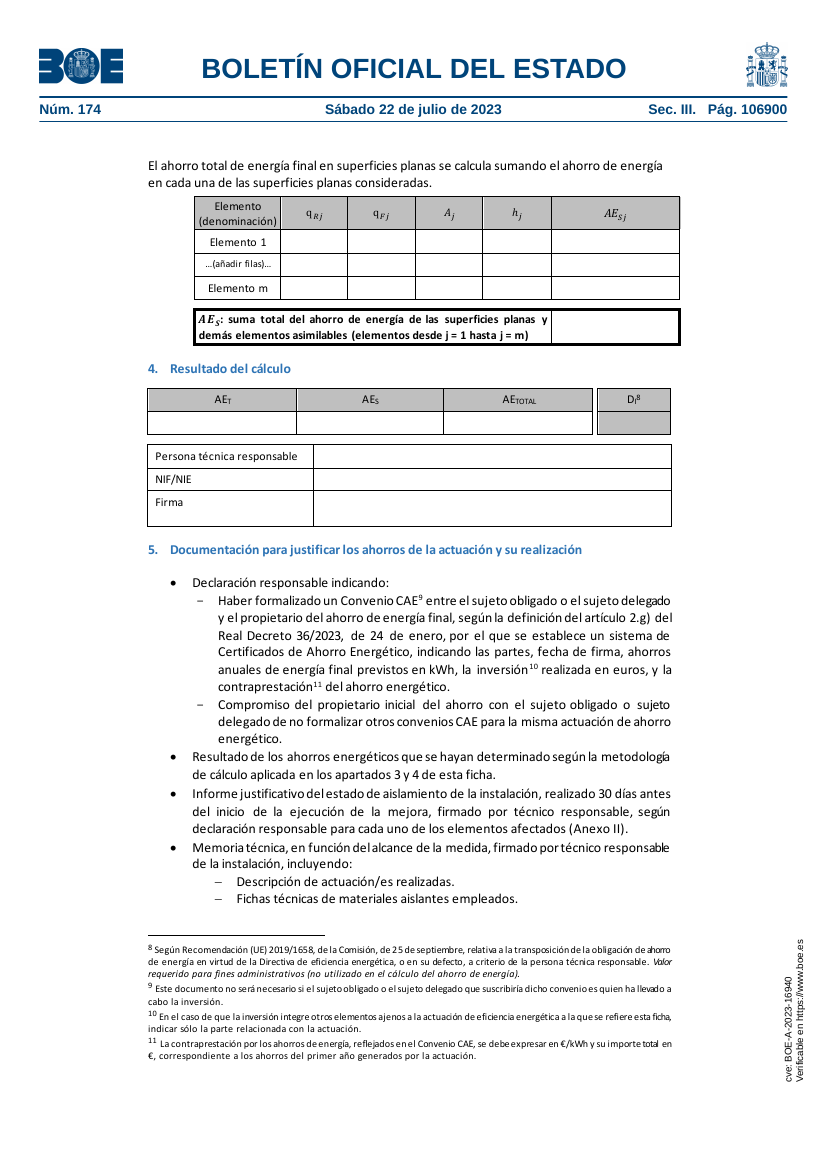 BOE
BOLETÍN OFICIAL DEL ESTADO
Núm. 174 Sábado 22 de julio de 2023 Sec. III. Pág. 106900
El ahorro total de energía final en superficies planas se calcula sumando el ahorro de energía
en cada una de las superficies planas consideradas.
Elemento
(denominación) q_Rj q_Fj A_j h_j AE_Sj
Elemento 1
…(añadir filas)…
Elemento m
AE_S: suma total del ahorro de energía de las superficies planas y
demás elementos asimilables (elementos desde j = 1 hasta j = m)
4. Resultado del cálculo
AE_T AE_S AE_TOTAL D_i⁸
Persona técnica responsable
NIF/NIE
Firma
5. Documentación para justificar los ahorros de la actuación y su realización
• Declaración responsable indicando:
− Haber formalizado un Convenio CAE⁹ entre el sujeto obligado o el sujeto delegado
y el propietario del ahorro de energía final, según la definición del artículo 2.g) del
Real Decreto 36/2023, de 24 de enero, por el que se establece un sistema de
Certificados de Ahorro Energético, indicando las partes, fecha de firma, ahorros
anuales de energía final previstos en kWh, la inversión¹⁰ realizada en euros, y la
contraprestación¹¹ del ahorro energético.
− Compromiso del propietario inicial del ahorro con el sujeto obligado o sujeto
delegado de no formalizar otros convenios CAE para la misma actuación de ahorro
energético.
• Resultado de los ahorros energéticos que se hayan determinado según la metodología
de cálculo aplicada en los apartados 3 y 4 de esta ficha.
• Informe justificativo del estado de aislamiento de la instalación, realizado 30 días antes
del inicio de la ejecución de la mejora, firmado por técnico responsable, según
declaración responsable para cada uno de los elementos afectados (Anexo II).
• Memoria técnica, en función del alcance de la medida, firmado por técnico responsable
de la instalación, incluyendo:
− Descripción de actuación/es realizadas.
− Fichas técnicas de materiales aislantes empleados.
⁸ Según Recomendación (UE) 2019/1658, de la Comisión, de 25 de septiembre, relativa a la transposición de la obligación de ahorro
de energía en virtud de la Directiva de eficiencia energética, o en su defecto, a criterio de la persona técnica responsable. Valor
requerido para fines administrativos (no utilizado en el cálculo del ahorro de energía).
⁹ Este documento no será necesario si el sujeto obligado o el sujeto delegado que suscribiría dicho convenio es quien ha llevado a
cabo la inversión.
¹⁰ En el caso de que la inversión integre otros elementos ajenos a la actuación de eficiencia energética a la que se refiere esta ficha,
indicar sólo la parte relacionada con la actuación.
¹¹ La contraprestación por los ahorros de energía, reflejados en el Convenio CAE, se debe expresar en €/kWh y su importe total en
€, correspondiente a los ahorros del primer año generados por la actuación.
cve: BOE-A-2023-16940
Verificable en https://www.boe.es